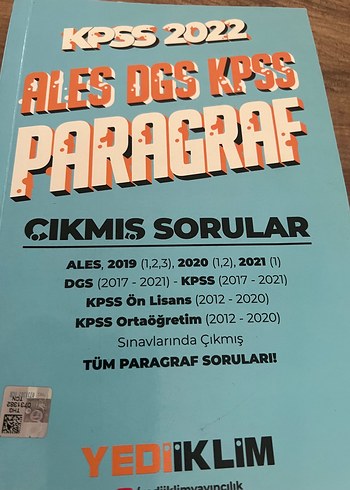 KPSS 2022
ALES DGS KPSS
PARAGRAF
ÇIKMIŞ SORULAR
ALES, 2019 (1,2,3), 2020 (1,2), 2021 (1)
DGS (2017 - 2021) - KPSS (2017 - 2021)
KPSS Ön Lisans (2012 - 2020)
KPSS Ortaöğretim (2012 - 2020)
Sınavlarında Çıkmış
TÜM PARAGRAF SORULARI!
YEDİİKLİM
/yediiklimyayıncılık